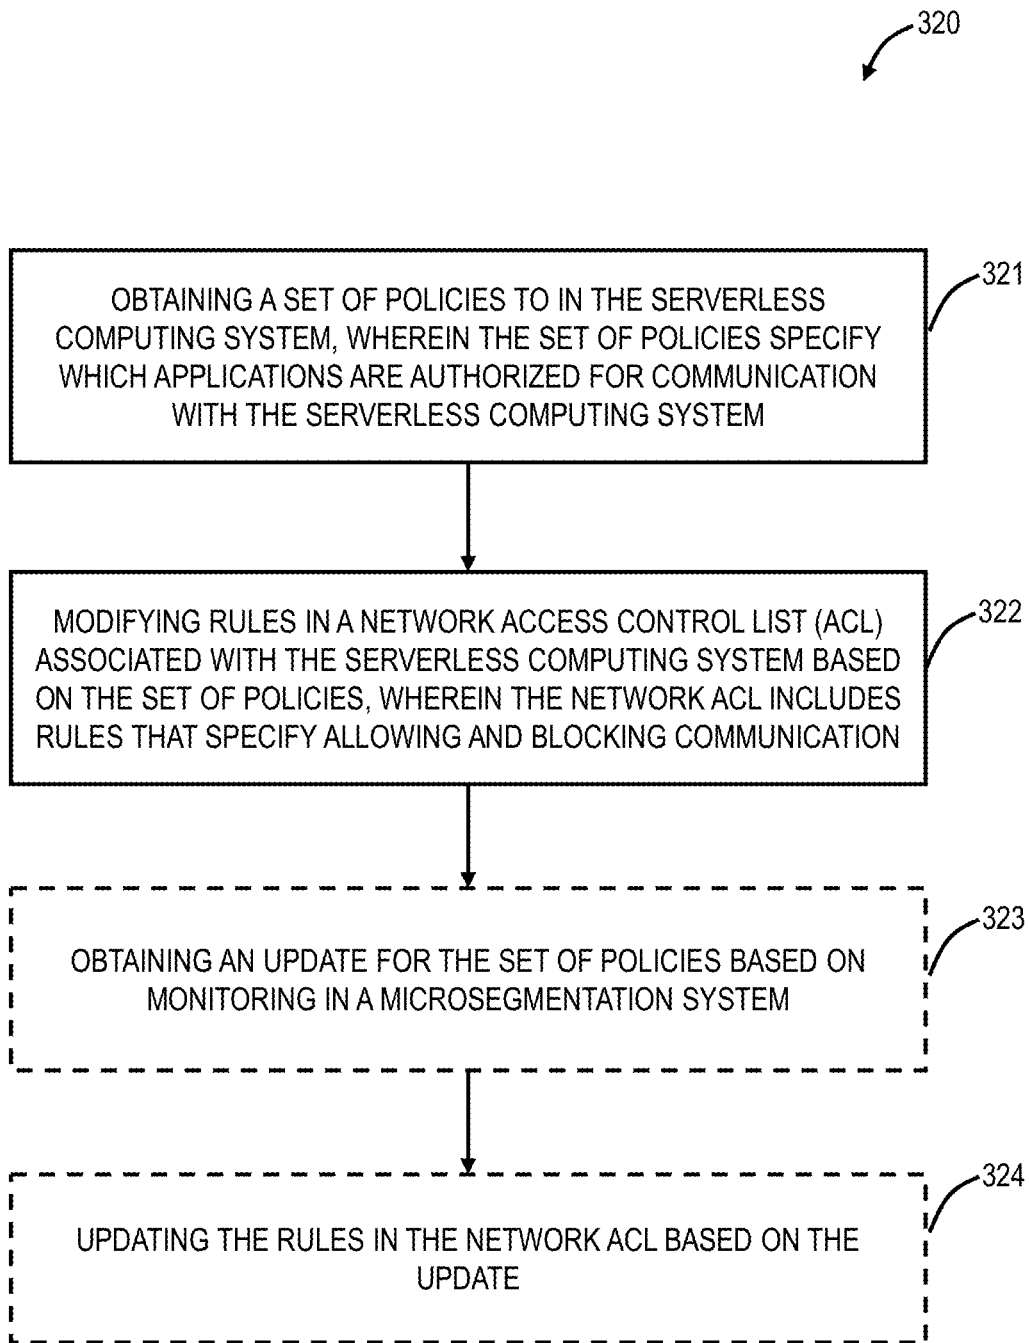 320
321
OBTAINING A SET OF POLICIES TO IN THE SERVERLESS
COMPUTING SYSTEM, WHEREIN THE SET OF POLICIES SPECIFY
WHICH APPLICATIONS ARE AUTHORIZED FOR COMMUNICATION
WITH THE SERVERLESS COMPUTING SYSTEM
322
MODIFYING RULES IN A NETWORK ACCESS CONTROL LIST (ACL)
ASSOCIATED WITH THE SERVERLESS COMPUTING SYSTEM BASED
ON THE SET OF POLICIES, WHEREIN THE NETWORK ACL INCLUDES
RULES THAT SPECIFY ALLOWING AND BLOCKING COMMUNICATION
323
OBTAINING AN UPDATE FOR THE SET OF POLICIES BASED ON
MONITORING IN A MICROSEGMENTATION SYSTEM
324
UPDATING THE RULES IN THE NETWORK ACL BASED ON THE
UPDATE